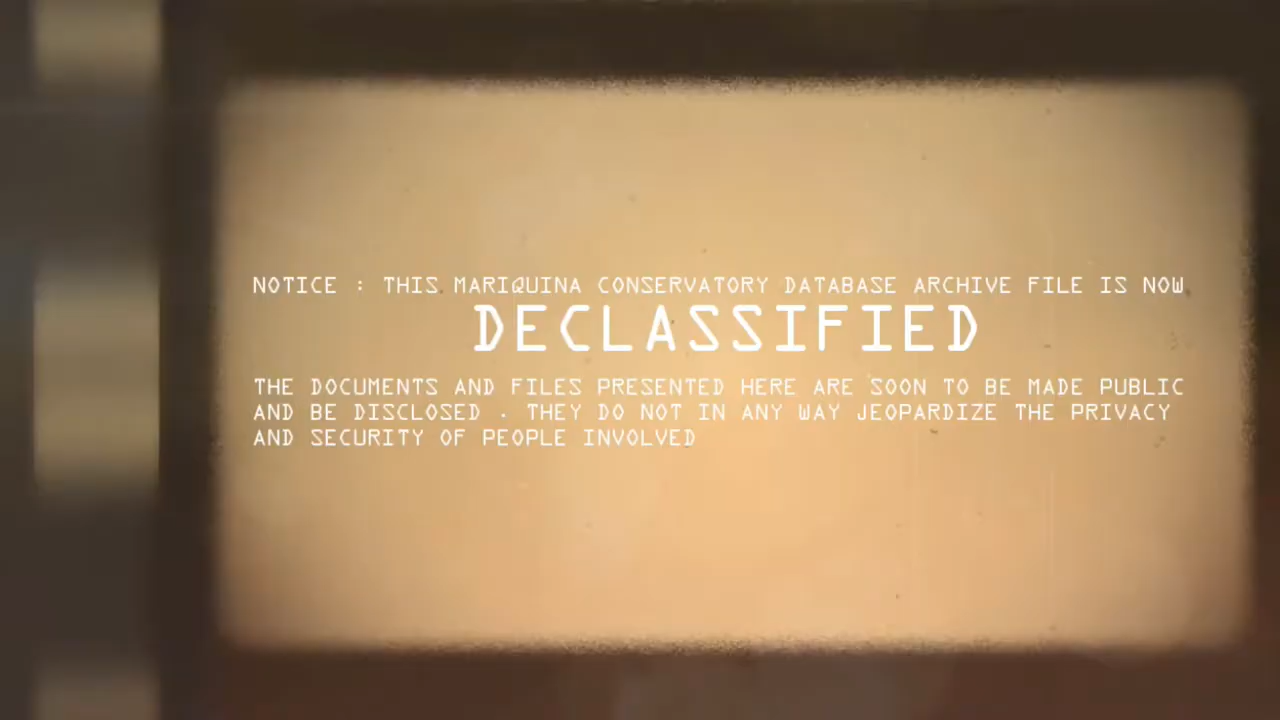 NOTICE : THIS MARIQUINA CONSERVATORY DATABASE ARCHIVE FILE IS NOW
DECLASSIFIED
THE DOCUMENTS AND FILES PRESENTED HERE ARE SOON TO BE MADE PUBLIC
AND BE DISCLOSED . THEY DO NOT IN ANY WAY JEOPARDIZE THE PRIVACY
AND SECURITY OF PEOPLE INVOLVED